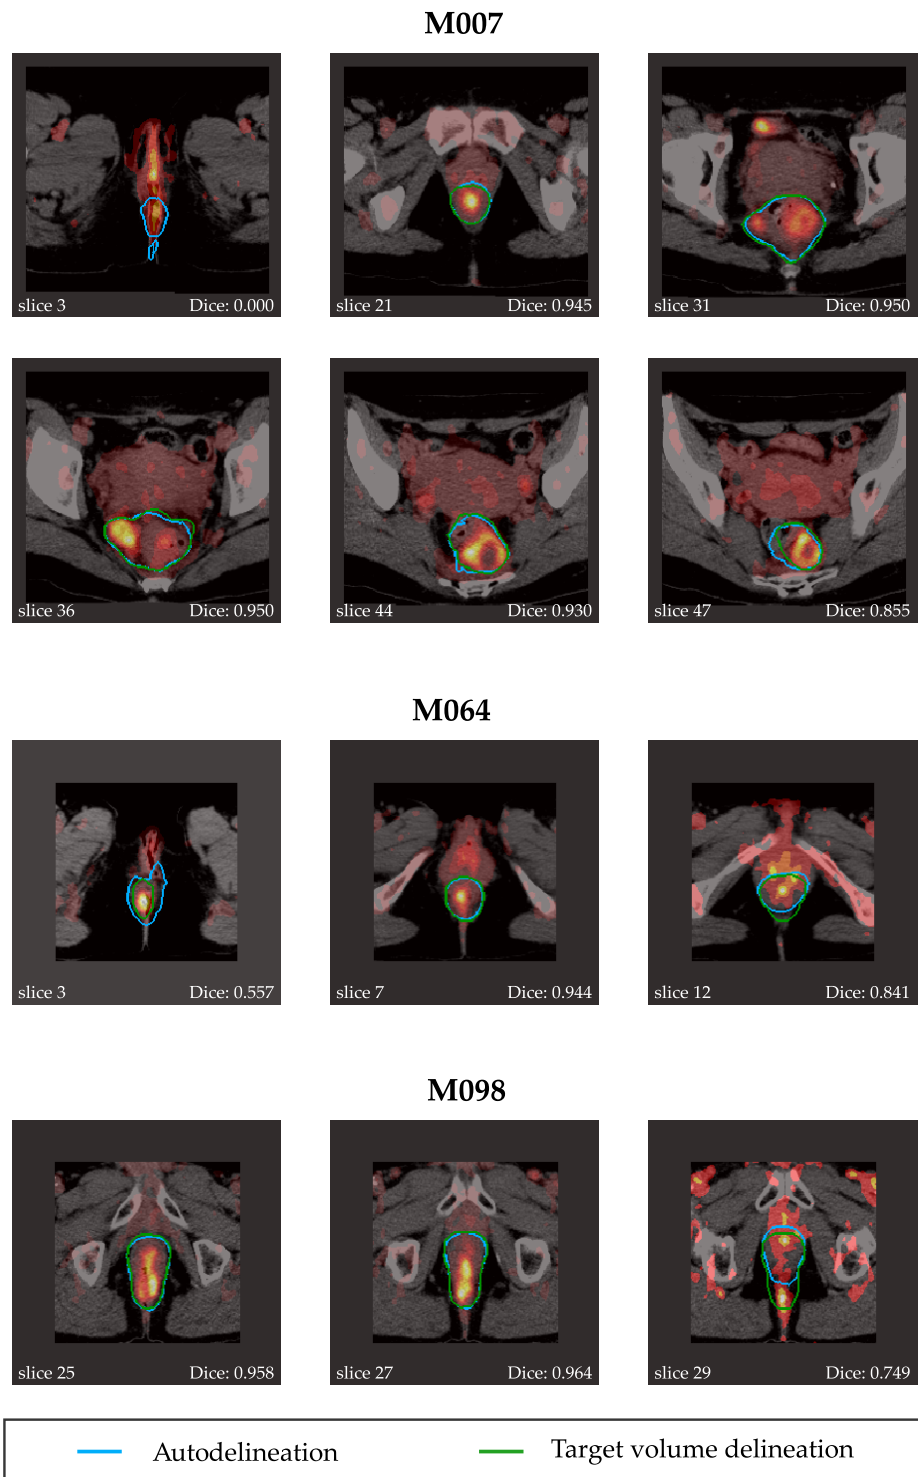 M007
slice 3 Dice: 0.000
slice 21 Dice: 0.945
slice 31 Dice: 0.950
slice 36 Dice: 0.950
slice 44 Dice: 0.930
slice 47 Dice: 0.855
M064
slice 3 Dice: 0.557
slice 7 Dice: 0.944
slice 12 Dice: 0.841
M098
slice 25 Dice: 0.958
slice 27 Dice: 0.964
slice 29 Dice: 0.749
Autodelineation
Target volume delineation